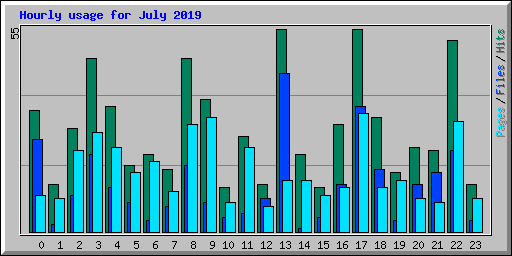 Hourly usage for July 2019
55
Pages/Files/Hits
0 1 2 3 4 5 6 7 8 9 10 11 12 13 14 15 16 17 18 19 20 21 22 23